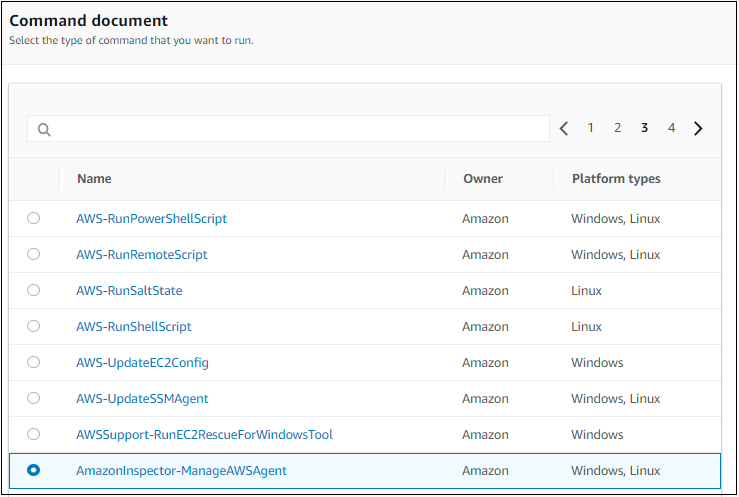 Command document
Select the type of command that you want to run.
1 2 3 4
Name Owner Platform types
AWS-RunPowerShellScript Amazon Windows, Linux
AWS-RunRemoteScript Amazon Windows, Linux
AWS-RunSaltState Amazon Linux
AWS-RunShellScript Amazon Linux
AWS-UpdateEC2Config Amazon Windows
AWS-UpdateSSMAgent Amazon Windows, Linux
AWSSupport-RunEC2RescueForWindowsTool Amazon Windows
AmazonInspector-ManageAWSAgent Amazon Windows, Linux